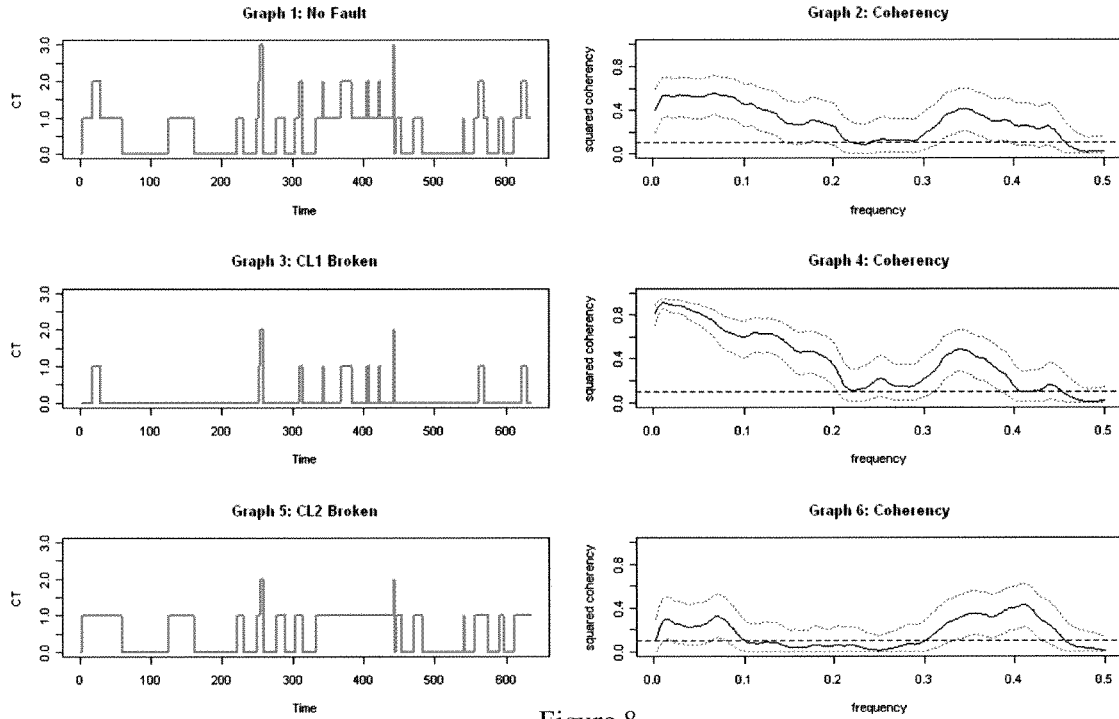 Graph 1: No Fault
CT
3.0
2.0
1.0
0.0
0 100 200 300 400 500 600
Time
Graph 2: Coherency
squared coherency
0.8
0.4
0.0
0.0 0.1 0.2 0.3 0.4 0.5
frequency
Graph 3: CL1 Broken
CT
3.0
2.0
1.0
0.0
0 100 200 300 400 500 600
Time
Graph 4: Coherency
squared coherency
0.8
0.4
0.0
0.0 0.1 0.2 0.3 0.4 0.5
frequency
Graph 5: CL2 Broken
CT
3.0
2.0
1.0
0.0
0 100 200 300 400 500 600
Time
Graph 6: Coherency
squared coherency
0.8
0.4
0.0
0.0 0.1 0.2 0.3 0.4 0.5
frequency
Figure 8